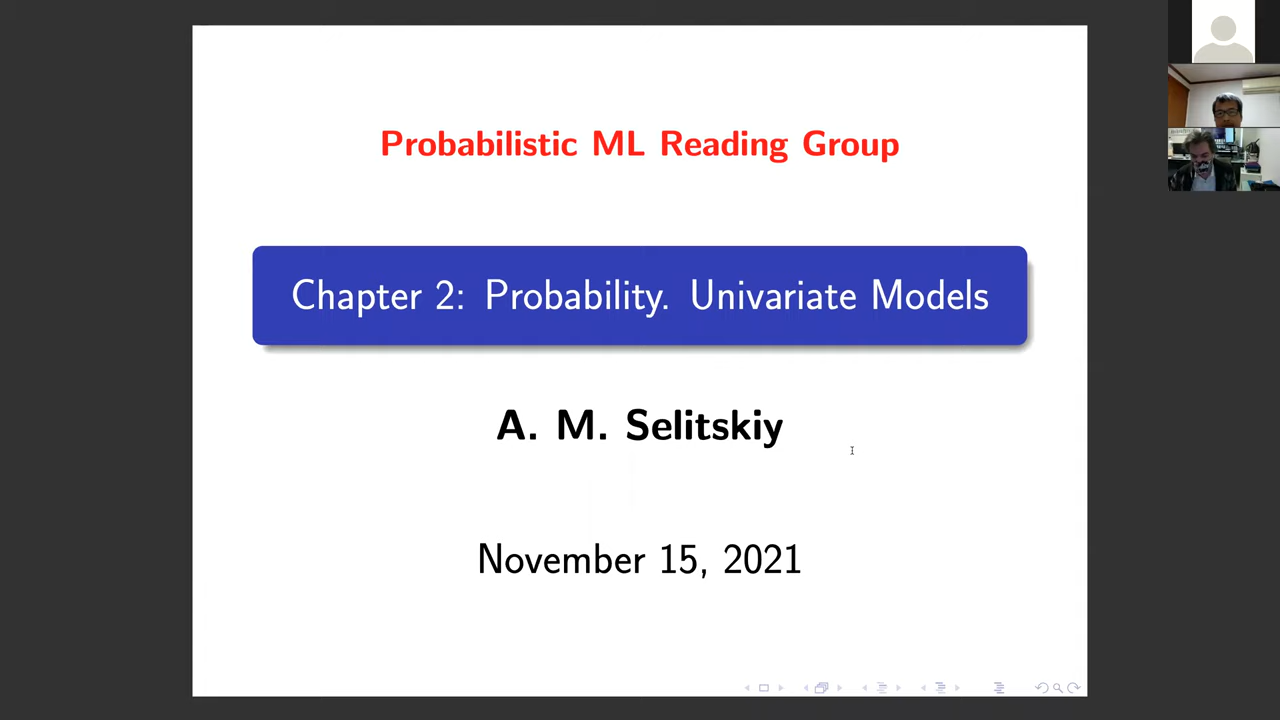 Probabilistic ML Reading Group
Chapter 2: Probability. Univariate Models
A. M. Selitskiy
November 15, 2021